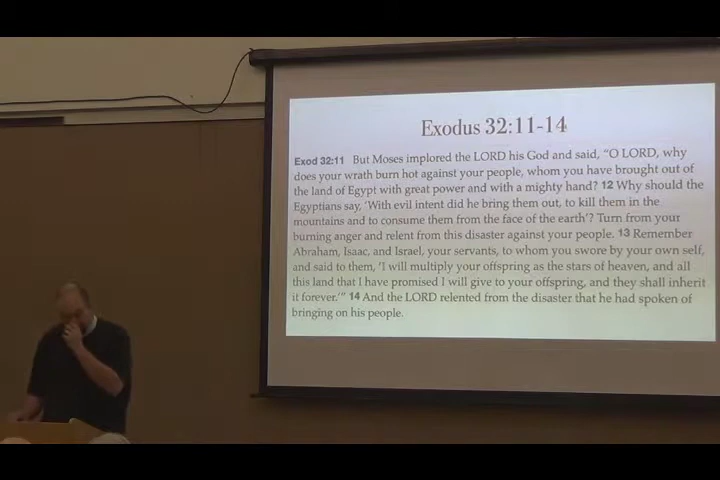 Exodus 32:11-14
Exod 32:11 But Moses implored the LORD his God and said, “O LORD, why
does your wrath burn hot against your people, whom you have brought out of
the land of Egypt with great power and with a mighty hand? 12 Why should the
Egyptians say, ‘With evil intent did he bring them out, to kill them in the
mountains and to consume them from the face of the earth’? Turn from your
burning anger and relent from this disaster against your people. 13 Remember
Abraham, Isaac, and Israel, your servants, to whom you swore by your own self,
and said to them, ‘I will multiply your offspring as the stars of heaven, and all
this land that I have promised I will give to your offspring, and they shall inherit
it forever.’” 14 And the LORD relented from the disaster that he had spoken of
bringing on his people.